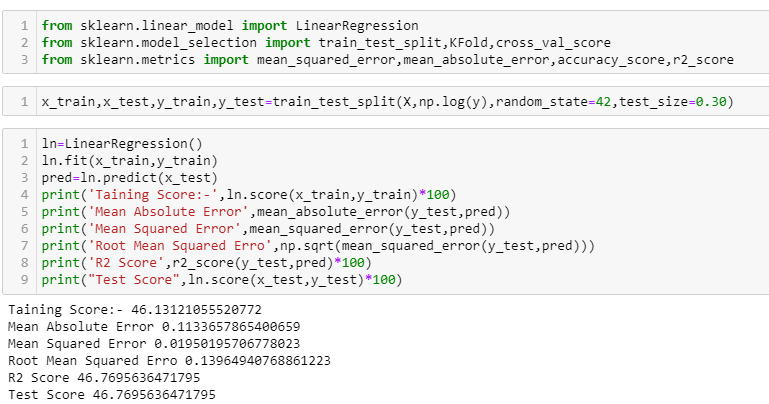 1 from sklearn.linear_model import LinearRegression
2 from sklearn.model_selection import train_test_split,KFold,cross_val_score
3 from sklearn.metrics import mean_squared_error,mean_absolute_error,accuracy_score,r2_score
1 x_train,x_test,y_train,y_test=train_test_split(X,np.log(y),random_state=42,test_size=0.30)
1 ln=LinearRegression()
2 ln.fit(x_train,y_train)
3 pred=ln.predict(x_test)
4 print('Taining Score:-',ln.score(x_train,y_train)*100)
5 print('Mean Absolute Error',mean_absolute_error(y_test,pred))
6 print('Mean Squared Error',mean_squared_error(y_test,pred))
7 print('Root Mean Squared Erro',np.sqrt(mean_squared_error(y_test,pred)))
8 print('R2 Score',r2_score(y_test,pred)*100)
9 print("Test Score",ln.score(x_test,y_test)*100)
Taining Score:- 46.13121055520772
Mean Absolute Error 0.1133657865400659
Mean Squared Error 0.01950195706778023
Root Mean Squared Erro 0.13964940768861223
R2 Score 46.7695636471795
Test Score 46.7695636471795